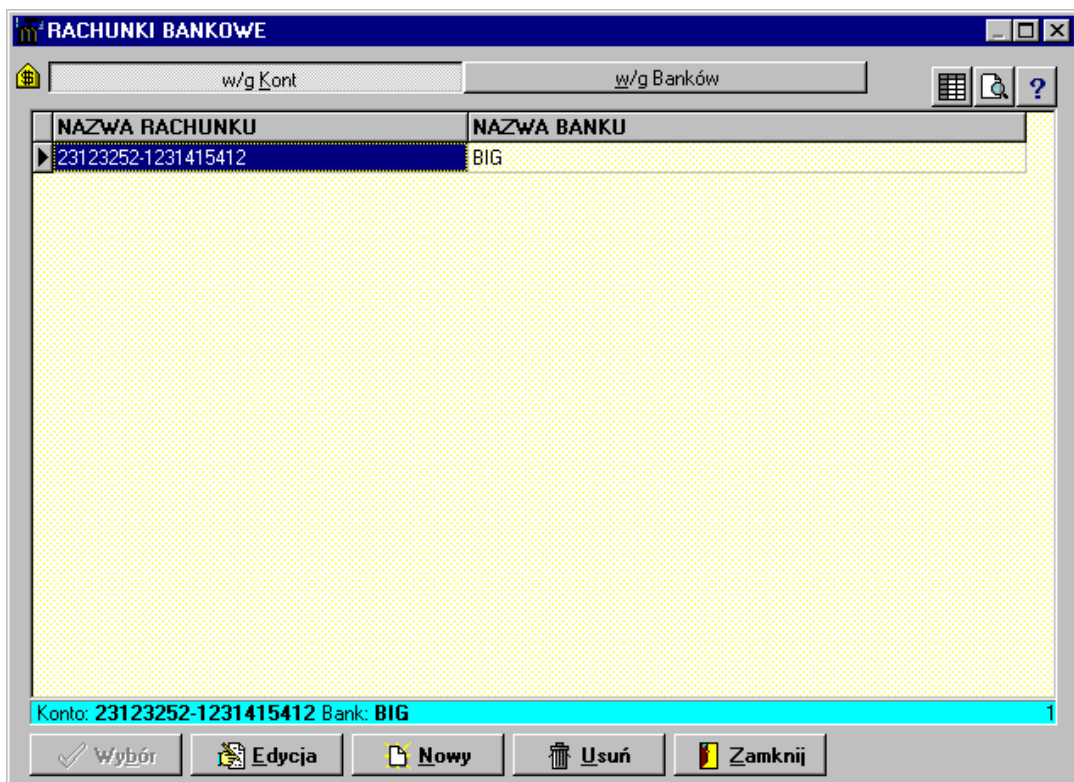 RACHUNKI BANKOWE
w/g Kont w/g Banków
?
NAZWA RACHUNKU NAZWA BANKU
23123252-1231415412 BIG
Konto: 23123252-1231415412 Bank: BIG 1
Wybór Edycja Nowy Usuń Zamknij